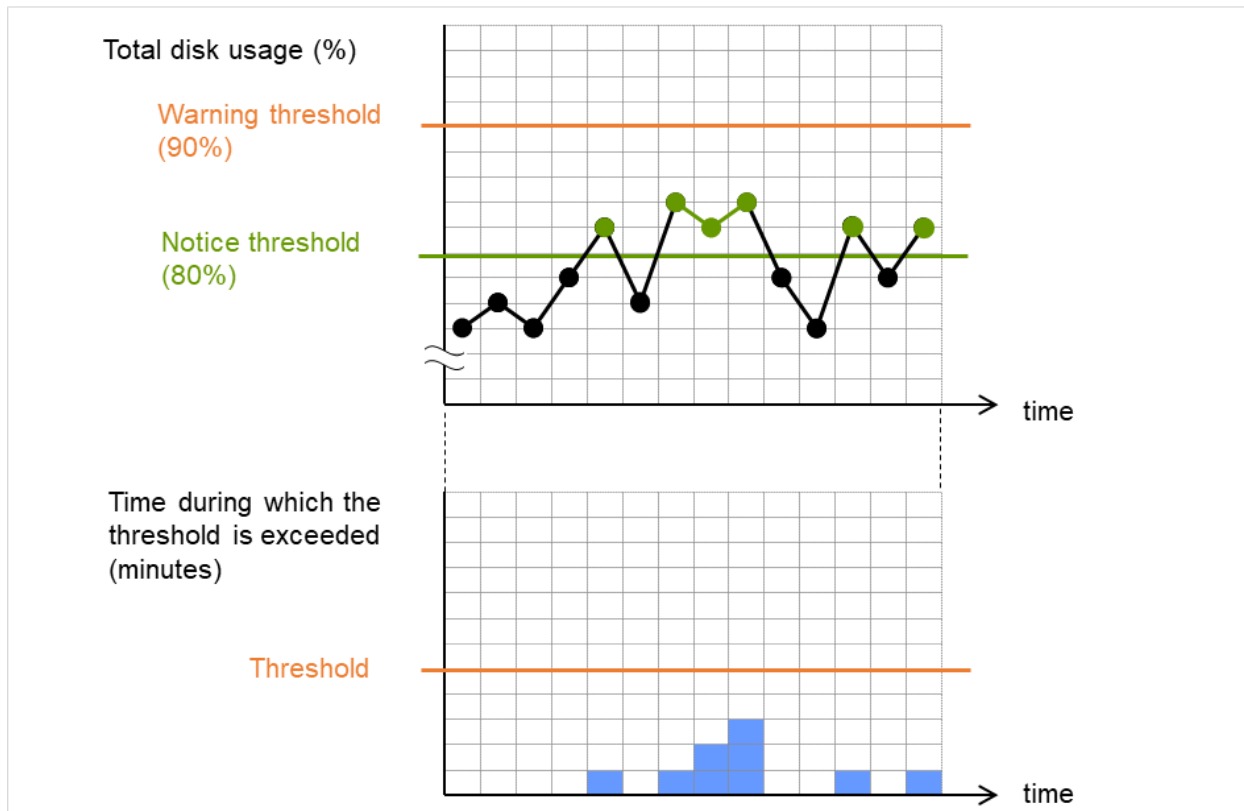 Total disk usage (%)
Warning threshold
(90%)
Notice threshold
(80%)
time
Time during which the
threshold is exceeded
(minutes)
Threshold
time